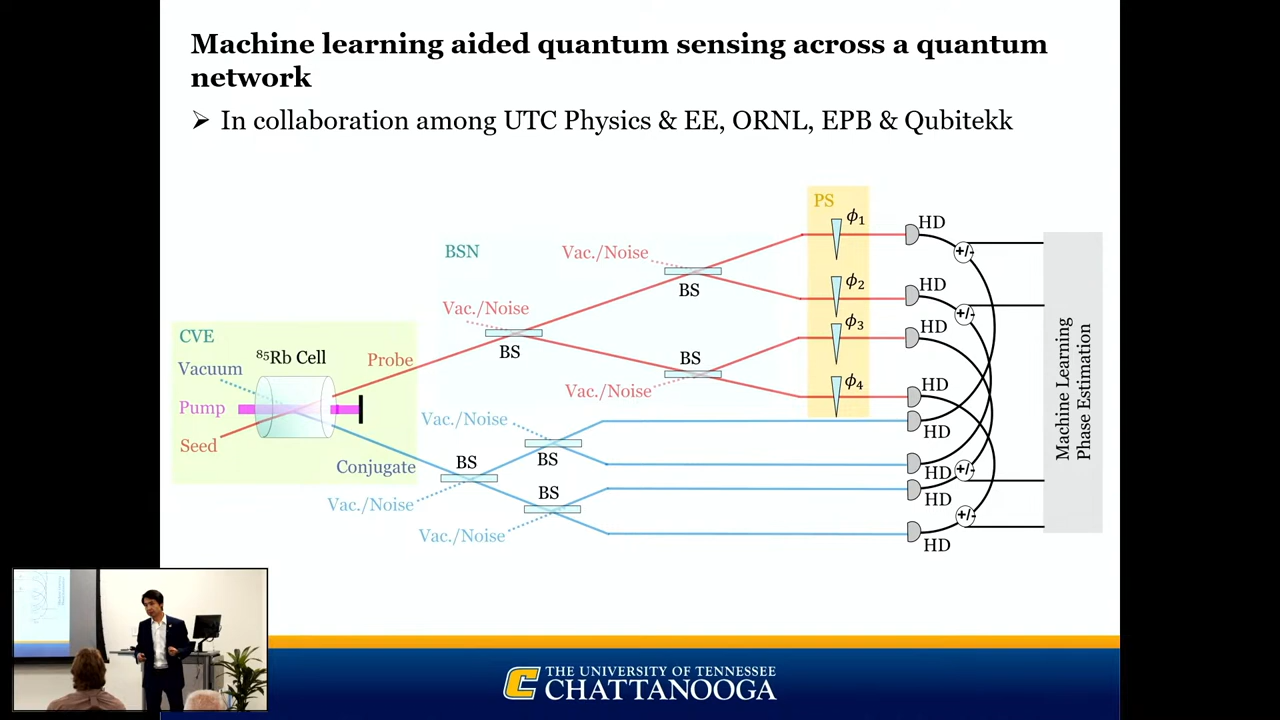 Machine learning aided quantum sensing across a quantum
network
➢ In collaboration among UTC Physics & EE, ORNL, EPB & Qubitekk
PS
ϕ₁
HD
+/-
BSN
Vac./Noise
BS
ϕ₂
HD
+/-
Vac./Noise
BS
ϕ₃
HD
CVE
⁸⁵Rb Cell
Probe
Vacuum
Pump
Seed
Conjugate
BS
Vac./Noise
ϕ₄
HD
Vac./Noise
HD
BS
BS
Vac./Noise
BS
Vac./Noise
HD
+/-
HD
+/-
HD
Machine Learning
Phase Estimation
THE UNIVERSITY OF TENNESSEE
CHATTANOOGA